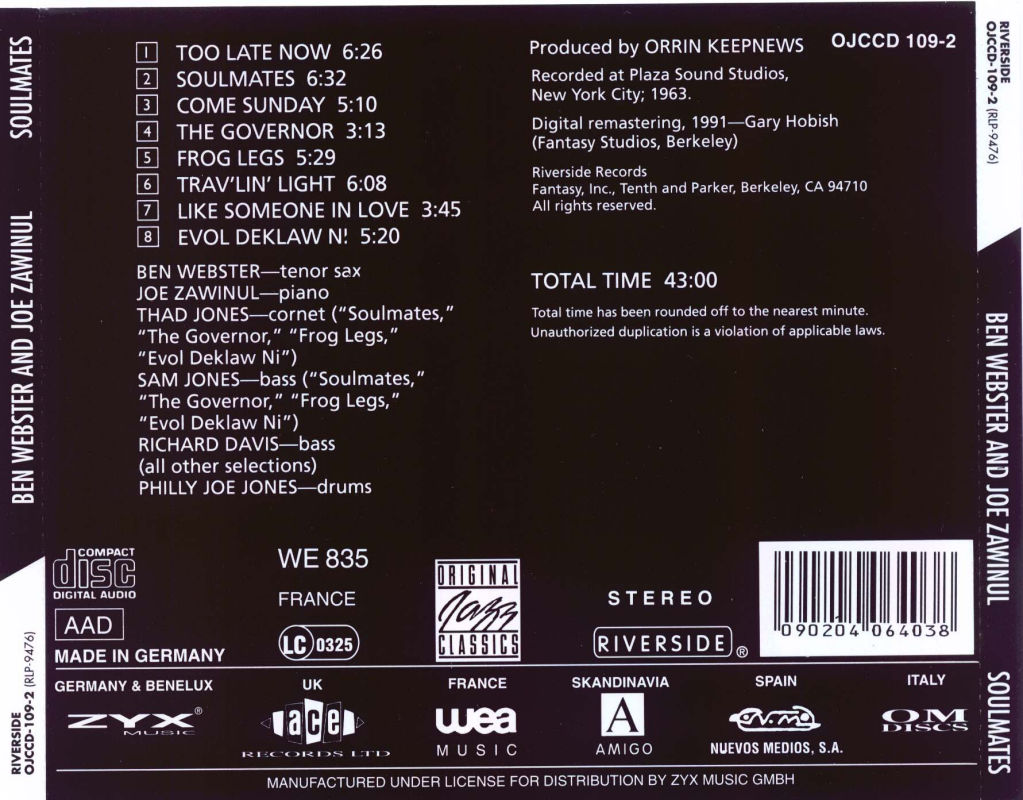 SOULMATES
BEN WEBSTER AND JOE ZAWINUL
RIVERSIDE
OJCCD-109-2 (RLP-9476)
1 TOO LATE NOW 6:26
2 SOULMATES 6:32
3 COME SUNDAY 5:10
4 THE GOVERNOR 3:13
5 FROG LEGS 5:29
6 TRAV'LIN' LIGHT 6:08
7 LIKE SOMEONE IN LOVE 3:45
8 EVOL DEKLAW N! 5:20
BEN WEBSTER—tenor sax
JOE ZAWINUL—piano
THAD JONES—cornet (“Soulmates,”
“The Governor,” “Frog Legs,”
“Evol Deklaw Ni”)
SAM JONES—bass (“Soulmates,”
“The Governor,” “Frog Legs,”
“Evol Deklaw Ni”)
RICHARD DAVIS—bass
(all other selections)
PHILLY JOE JONES—drums
Produced by ORRIN KEEPNEWS
OJCCD 109-2
Recorded at Plaza Sound Studios,
New York City; 1963.
Digital remastering, 1991—Gary Hobish
(Fantasy Studios, Berkeley)
Riverside Records
Fantasy, Inc., Tenth and Parker, Berkeley, CA 94710
All rights reserved.
TOTAL TIME 43:00
Total time has been rounded off to the nearest minute.
Unauthorized duplication is a violation of applicable laws.
COMPACT
disc
DIGITAL AUDIO
AAD
MADE IN GERMANY
WE 835
FRANCE
LC 0325
ORIGINAL
Jazz
CLASSICS
STEREO
RIVERSIDE®
090204 064038
GERMANY & BENELUX
ZYX®
MUSIC
UK
ace
RECORDS LTD
FRANCE
wea
MUSIC
SKANDINAVIA
A
AMIGO
SPAIN
NUEVOS MEDIOS, S.A.
ITALY
OM
DISCS
MANUFACTURED UNDER LICENSE FOR DISTRIBUTION BY ZYX MUSIC GMBH
RIVERSIDE
OJCCD-109-2 (RLP-9476)
BEN WEBSTER AND JOE ZAWINUL
SOULMATES